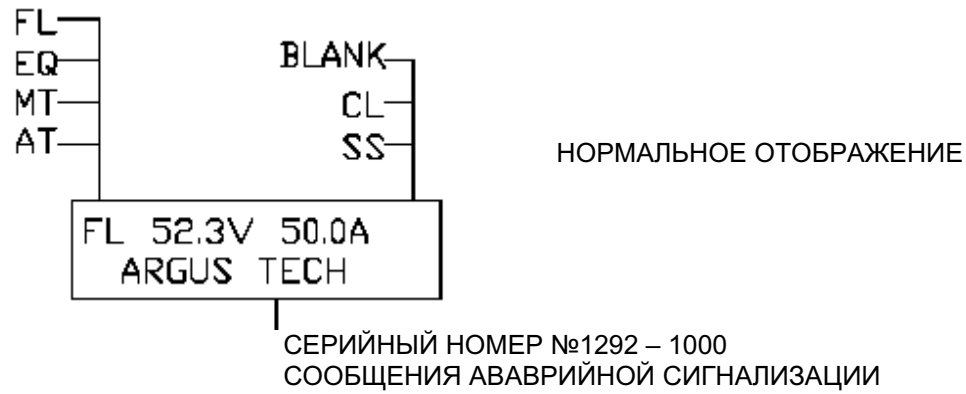 FL
EQ
MT
AT
BLANK
CL
SS
НОРМАЛЬНОЕ ОТОБРАЖЕНИЕ
FL 52.3V 50.0A
ARGUS TECH
СЕРИЙНЫЙ НОМЕР №1292 – 1000
СООБЩЕНИЯ АВАВРИЙНОЙ СИГНАЛИЗАЦИИ